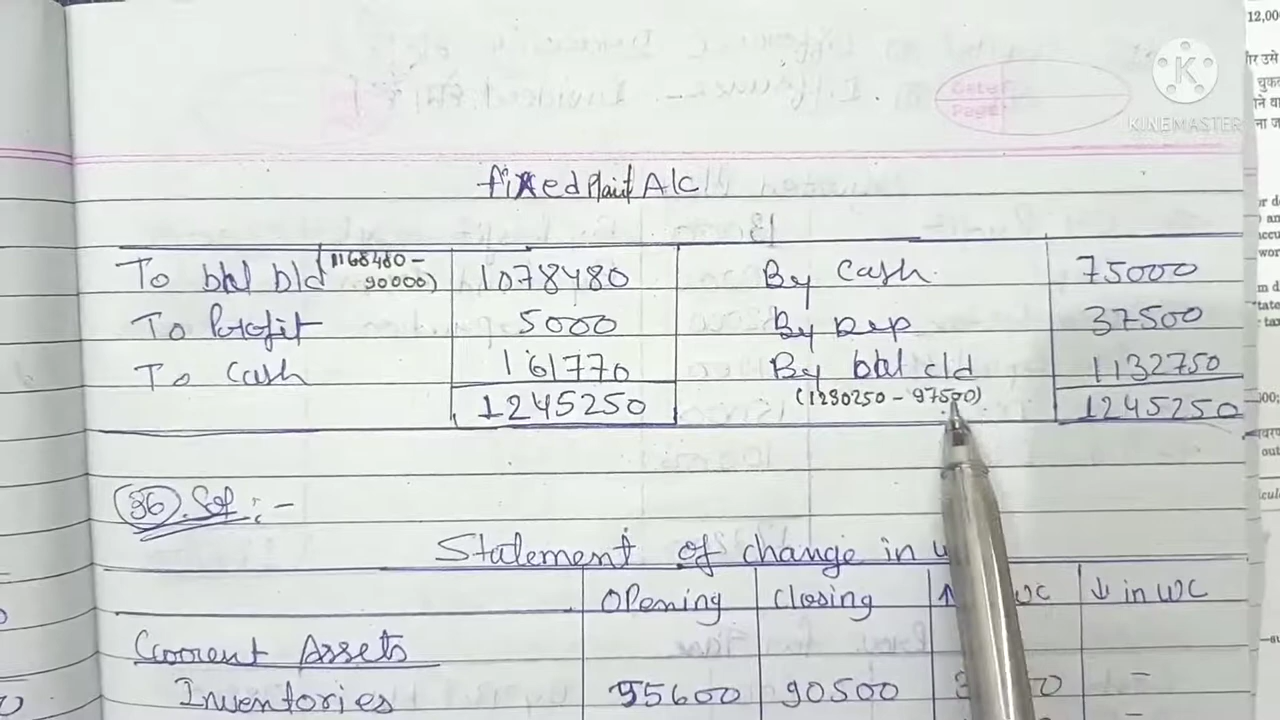 KINEMASTER
fixed Plant A/C
(1168480 -
To bal b/d 90000) 1078480 By Cash. 75000
To Profit 5000 By Dep 37500
To Cash 161770 By bal c/d 1132750
1245250 (1230250 - 97500) 1245250
36. Sol :-
Statement of change in
Opening Closing ↓ in WC
Current Assets
Inventories 95600 90500 -